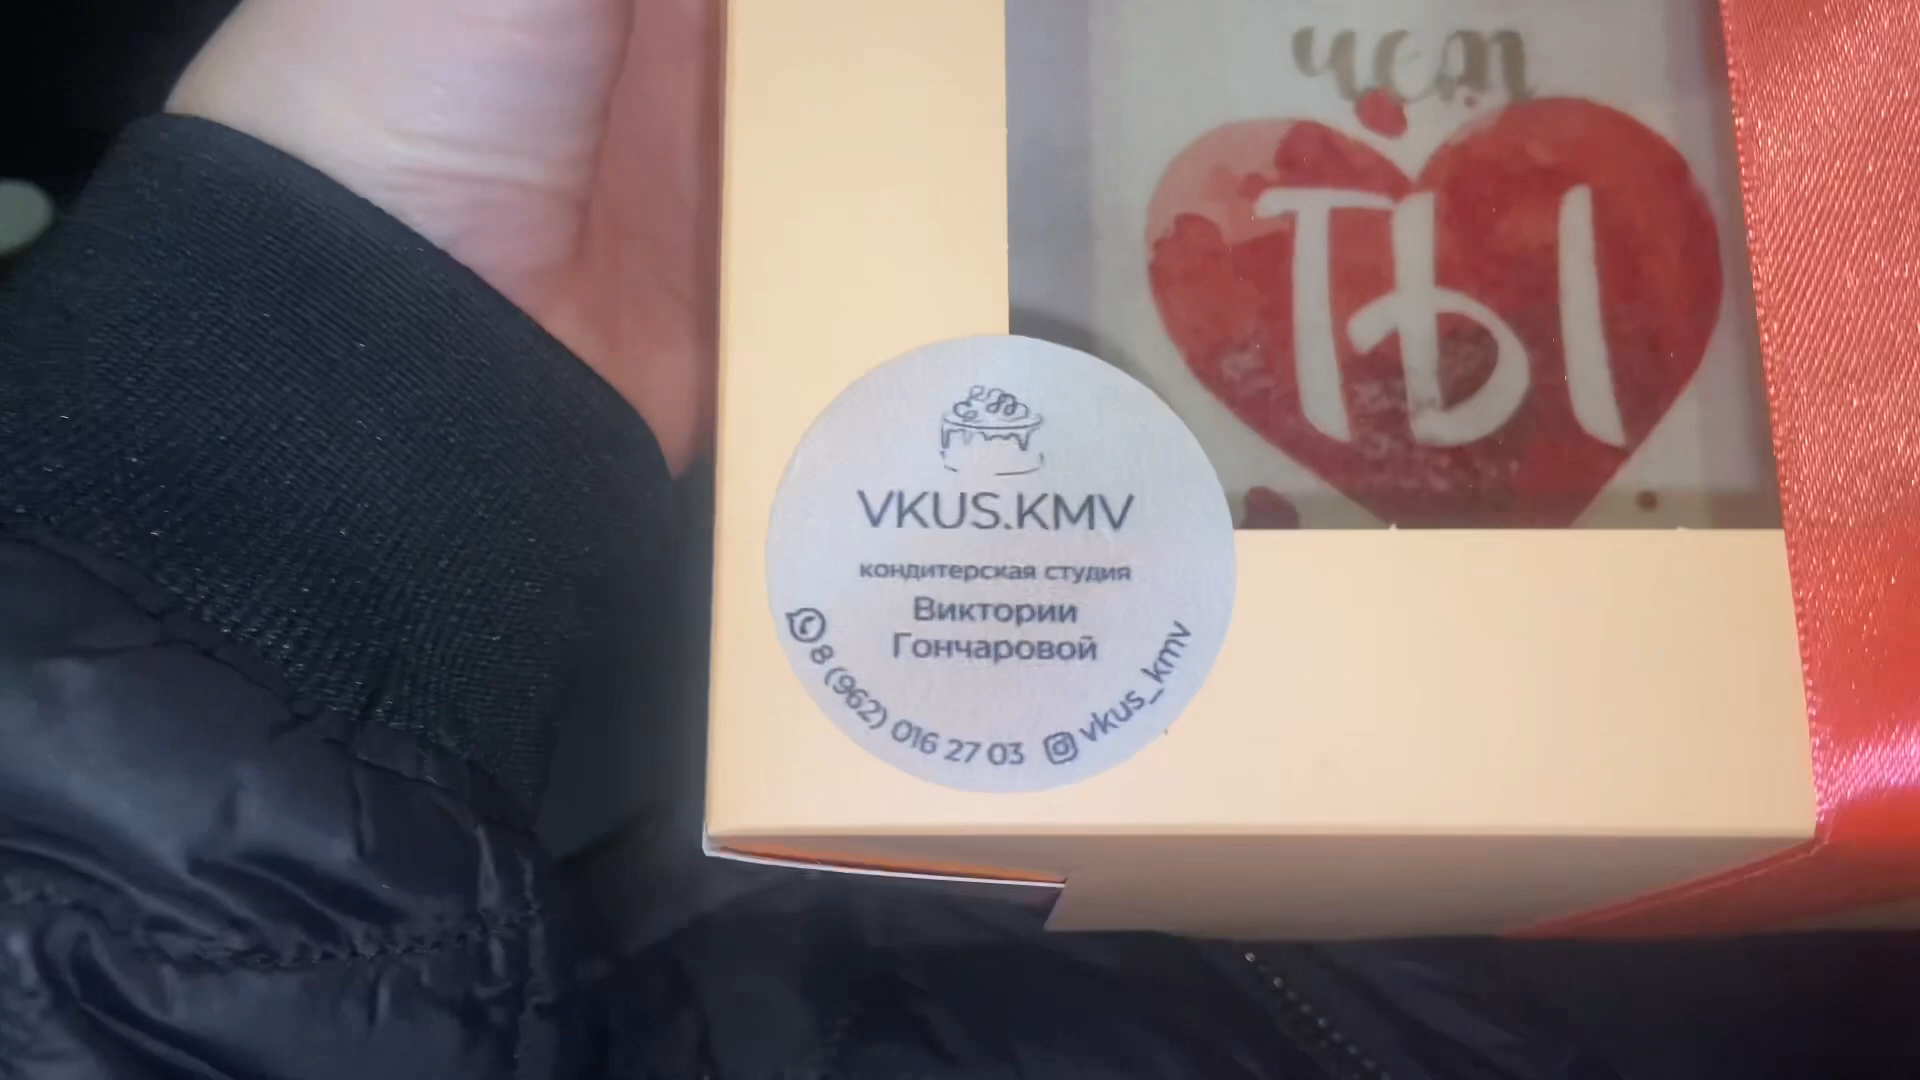 чем
ТЫ
VKUS.KMV
кондитерская студия
Виктории
Гончаровой
8 (962) 016 27 03
vkus_kmv